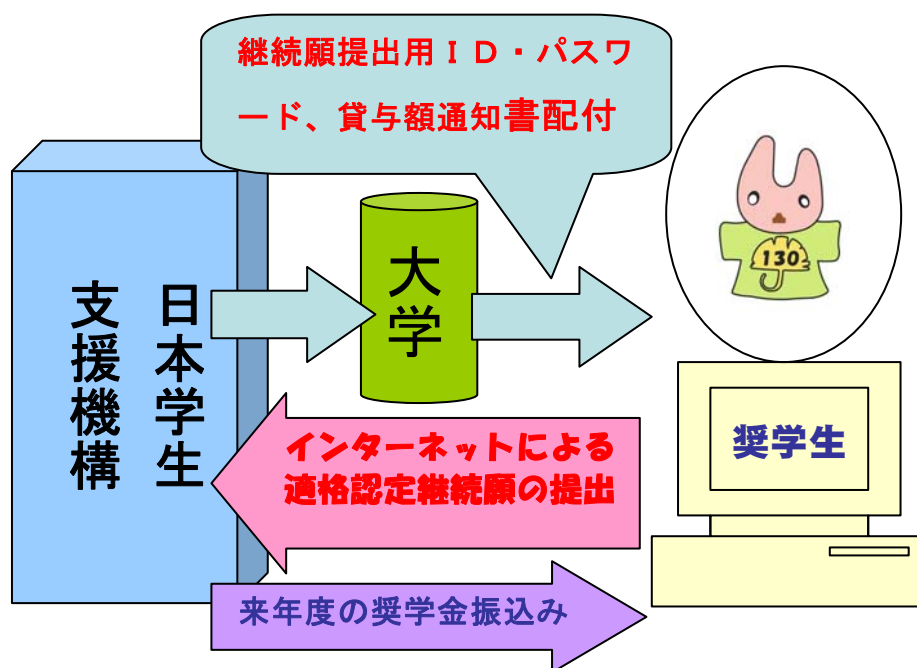 継続願提出用ＩＤ・パスワ
ード、貸与額通知書配付
130
大学
日本学生
支援機構
奨学生
インターネットによる
適格認定継続願の提出
来年度の奨学金振込み